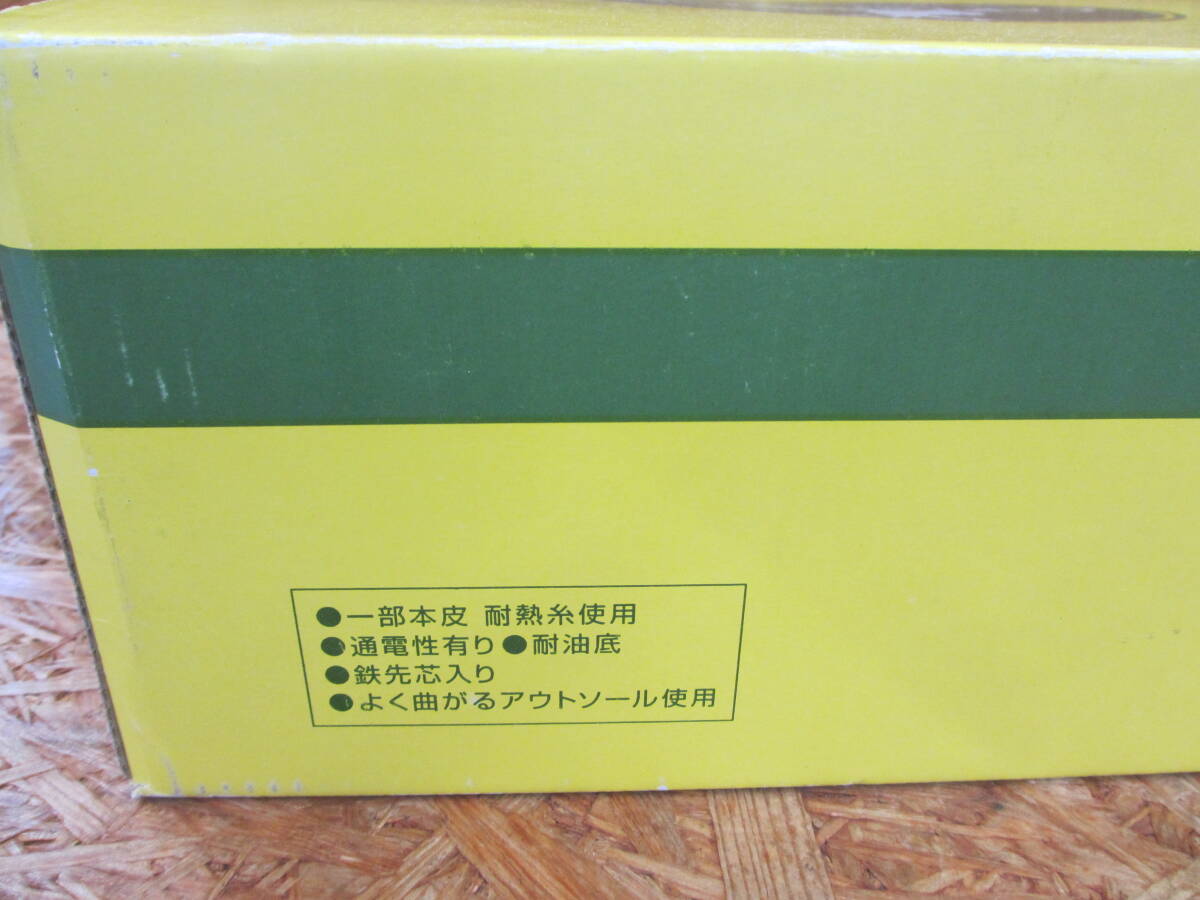 ●一部本皮 耐熱糸使用
●通電性有り●耐油底
●鉄先芯入り
●よく曲がるアウトソール使用